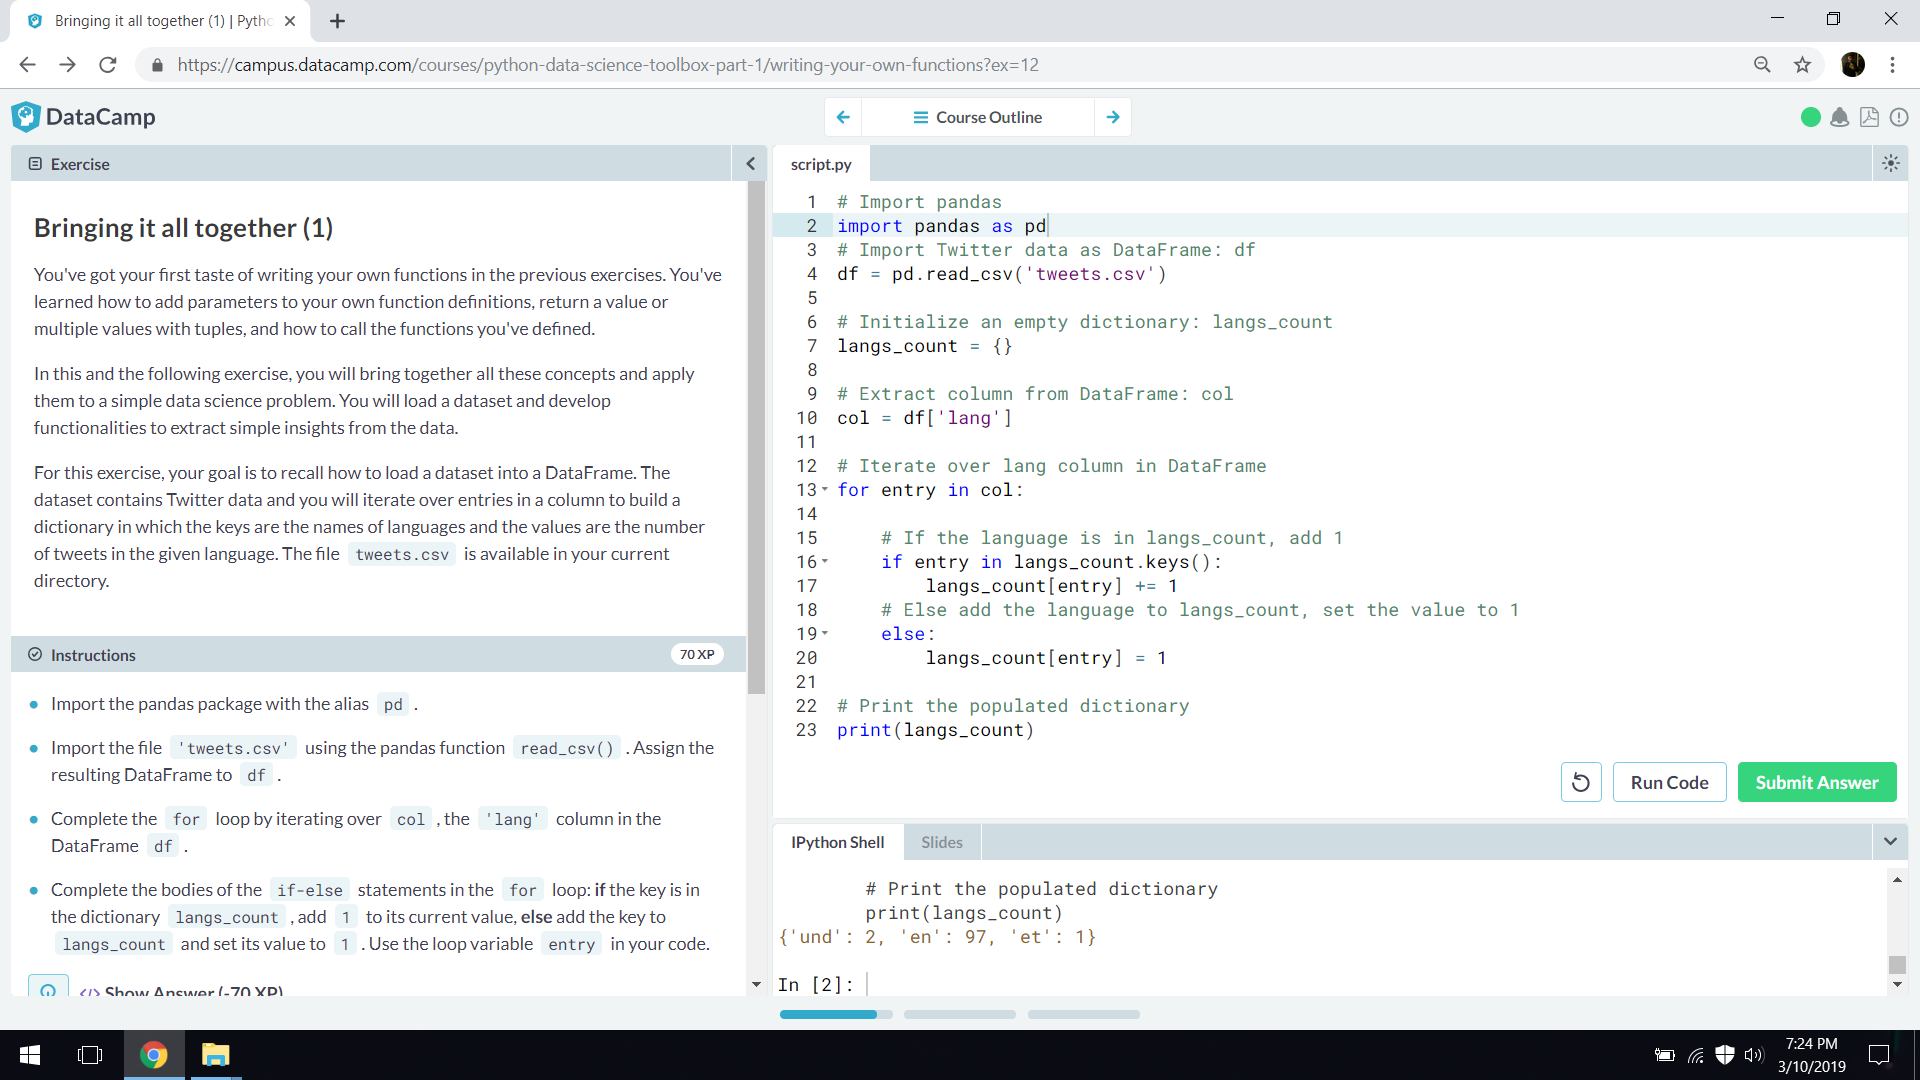 Bringing it all together (1) | Pytho
https://campus.datacamp.com/courses/python-data-science-toolbox-part-1/writing-your-own-functions?ex=12
DataCamp
Course Outline
Exercise
Bringing it all together (1)
You've got your first taste of writing your own functions in the previous exercises. You've
learned how to add parameters to your own function definitions, return a value or
multiple values with tuples, and how to call the functions you've defined.
In this and the following exercise, you will bring together all these concepts and apply
them to a simple data science problem. You will load a dataset and develop
functionalities to extract simple insights from the data.
For this exercise, your goal is to recall how to load a dataset into a DataFrame. The
dataset contains Twitter data and you will iterate over entries in a column to build a
dictionary in which the keys are the names of languages and the values are the number
of tweets in the given language. The file tweets.csv is available in your current
directory.
Instructions
70 XP
Import the pandas package with the alias pd .
Import the file 'tweets.csv' using the pandas function read_csv() . Assign the
resulting DataFrame to df .
Complete the for loop by iterating over col , the 'lang' column in the
DataFrame df .
Complete the bodies of the if-else statements in the for loop: if the key is in
the dictionary langs_count , add 1 to its current value, else add the key to
langs_count and set its value to 1 . Use the loop variable entry in your code.
Show Answer (-70 XP)
script.py
1 # Import pandas
2 import pandas as pd
3 # Import Twitter data as DataFrame: df
4 df = pd.read_csv('tweets.csv')
5
6 # Initialize an empty dictionary: langs_count
7 langs_count = {}
8
9 # Extract column from DataFrame: col
10 col = df['lang']
11
12 # Iterate over lang column in DataFrame
13 for entry in col:
14
15 # If the language is in langs_count, add 1
16 if entry in langs_count.keys():
17 langs_count[entry] += 1
18 # Else add the language to langs_count, set the value to 1
19 else:
20 langs_count[entry] = 1
21
22 # Print the populated dictionary
23 print(langs_count)
Run Code
Submit Answer
IPython Shell
Slides
# Print the populated dictionary
print(langs_count)
{'und': 2, 'en': 97, 'et': 1}
In [2]:
7:24 PM
3/10/2019